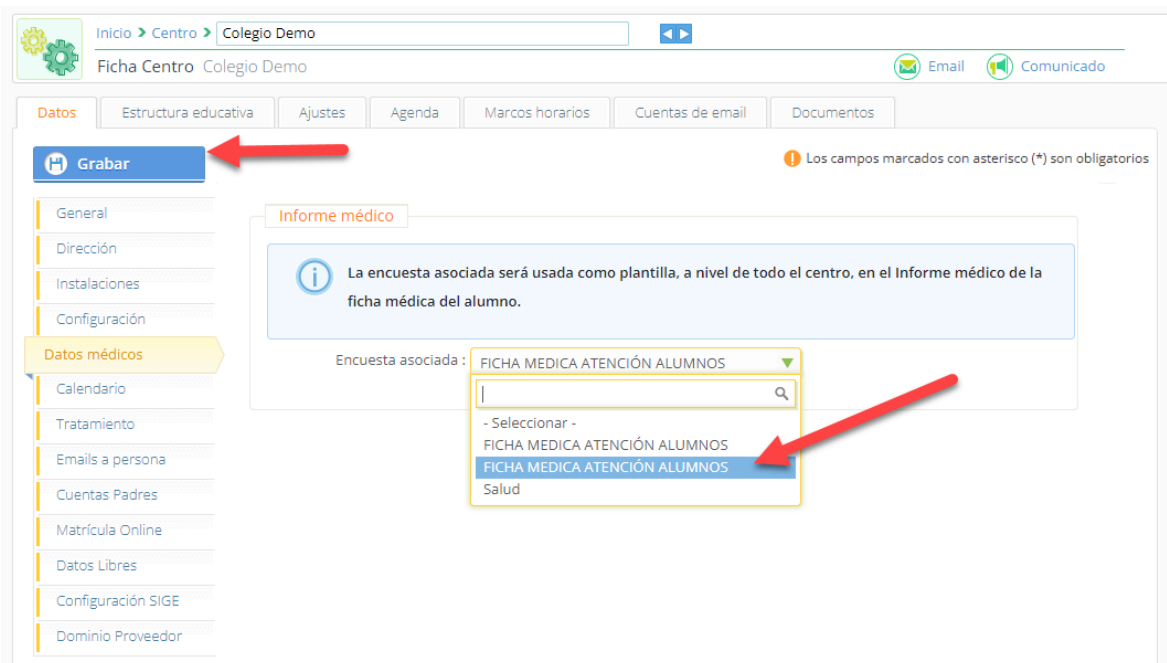 Inicio > Centro > Colegio Demo
Ficha Centro Colegio Demo
Email Comunicado
Datos Estructura educativa Ajustes Agenda Marcos horarios Cuentas de email Documentos
Grabar
Los campos marcados con asterisco (*) son obligatorios
General
Dirección
Instalaciones
Configuración
Datos médicos
Calendario
Tratamiento
Emails a persona
Cuentas Padres
Matrícula Online
Datos Libres
Configuración SIGE
Dominio Proveedor
Informe médico
La encuesta asociada será usada como plantilla, a nivel de todo el centro, en el Informe médico de la
ficha médica del alumno.
Encuesta asociada : FICHA MEDICA ATENCIÓN ALUMNOS
- Seleccionar -
FICHA MEDICA ATENCIÓN ALUMNOS
FICHA MEDICA ATENCIÓN ALUMNOS
Salud